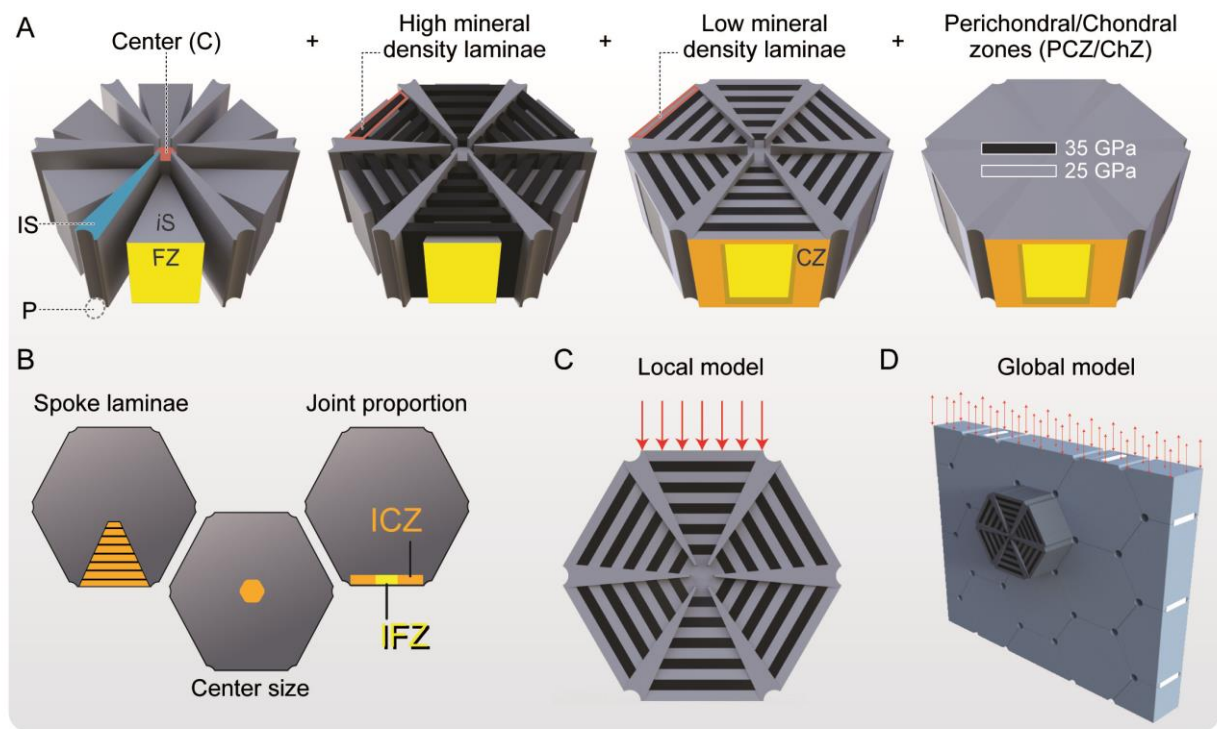 A
Center (C)
+
High mineral
density laminae
+
Low mineral
density laminae
+
Perichondral/Chondral
zones (PCZ/ChZ)
35 GPa
25 GPa
IS
iS
FZ
CZ
P
B
Spoke laminae
Joint proportion
ICZ
IFZ
Center size
C
Local model
D
Global model